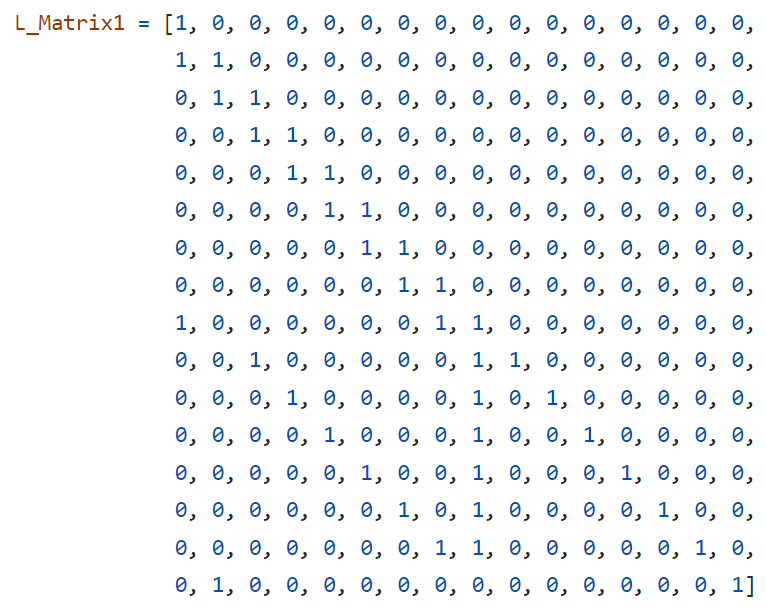 L_Matrix1 = [1, 0, 0, 0, 0, 0, 0, 0, 0, 0, 0, 0, 0, 0, 0, 0,
1, 1, 0, 0, 0, 0, 0, 0, 0, 0, 0, 0, 0, 0, 0, 0,
0, 1, 1, 0, 0, 0, 0, 0, 0, 0, 0, 0, 0, 0, 0, 0,
0, 0, 1, 1, 0, 0, 0, 0, 0, 0, 0, 0, 0, 0, 0, 0,
0, 0, 0, 1, 1, 0, 0, 0, 0, 0, 0, 0, 0, 0, 0, 0,
0, 0, 0, 0, 1, 1, 0, 0, 0, 0, 0, 0, 0, 0, 0, 0,
0, 0, 0, 0, 0, 1, 1, 0, 0, 0, 0, 0, 0, 0, 0, 0,
0, 0, 0, 0, 0, 0, 1, 1, 0, 0, 0, 0, 0, 0, 0, 0,
1, 0, 0, 0, 0, 0, 0, 1, 1, 0, 0, 0, 0, 0, 0, 0,
0, 0, 1, 0, 0, 0, 0, 0, 1, 1, 0, 0, 0, 0, 0, 0,
0, 0, 0, 1, 0, 0, 0, 0, 1, 0, 1, 0, 0, 0, 0, 0,
0, 0, 0, 0, 1, 0, 0, 0, 1, 0, 0, 1, 0, 0, 0, 0,
0, 0, 0, 0, 0, 1, 0, 0, 1, 0, 0, 0, 1, 0, 0, 0,
0, 0, 0, 0, 0, 0, 1, 0, 1, 0, 0, 0, 0, 1, 0, 0,
0, 0, 0, 0, 0, 0, 0, 1, 1, 0, 0, 0, 0, 0, 1, 0,
0, 1, 0, 0, 0, 0, 0, 0, 0, 0, 0, 0, 0, 0, 0, 1]